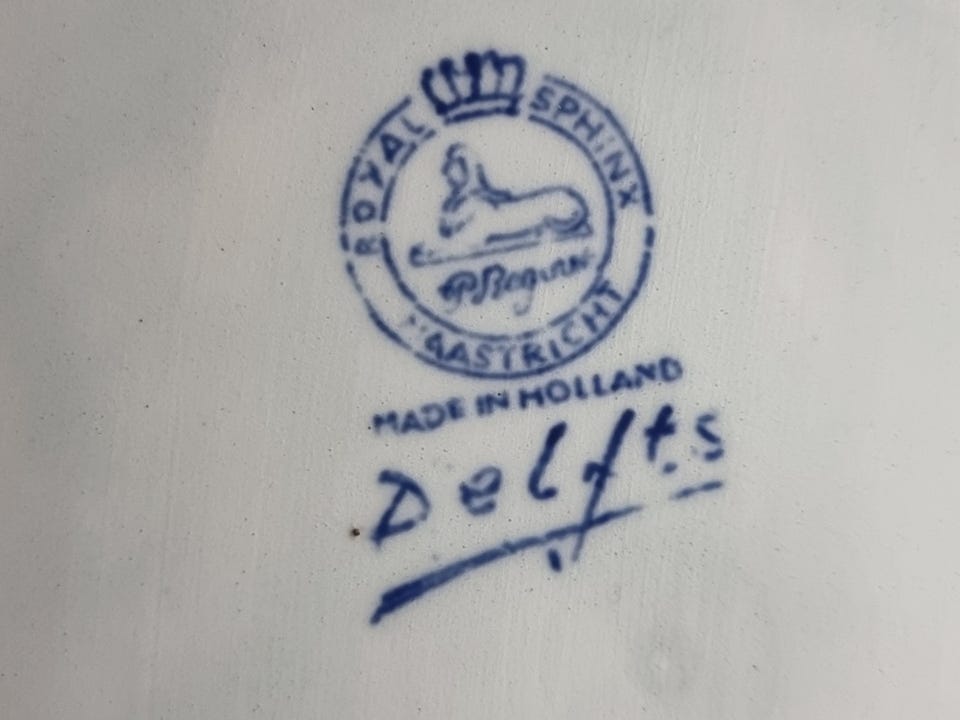 ROYAL SPHINX
P. Regout
MAASTRICHT
MADE IN HOLLAND
Delfts